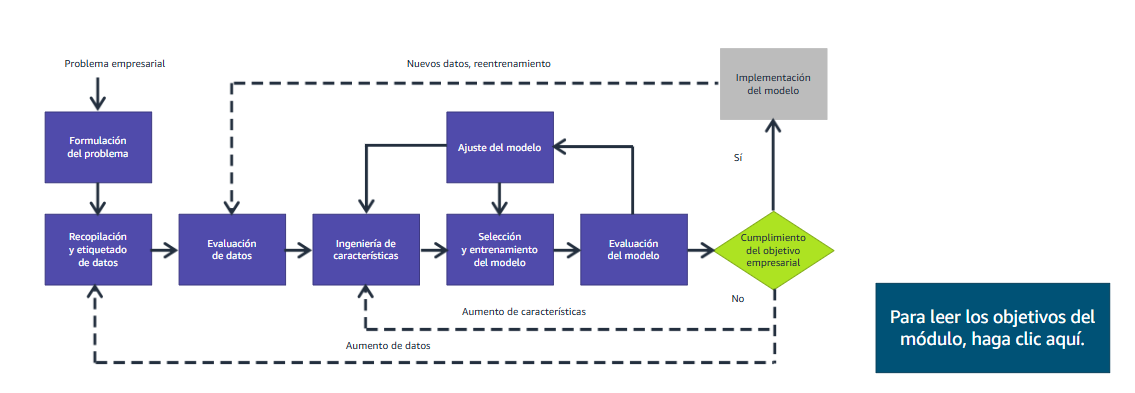 Problema empresarial
Nuevos datos, reentrenamiento
Implementación
del modelo
Formulación
del problema
Ajuste del modelo
Sí
Recopilación
y etiquetado
de datos
Evaluación
de datos
Ingeniería de
características
Selección
y entrenamiento
del modelo
Evaluación
del modelo
Cumplimiento
del objetivo
empresarial
No
Aumento de características
Aumento de datos
Para leer los objetivos del
módulo, haga clic aquí.